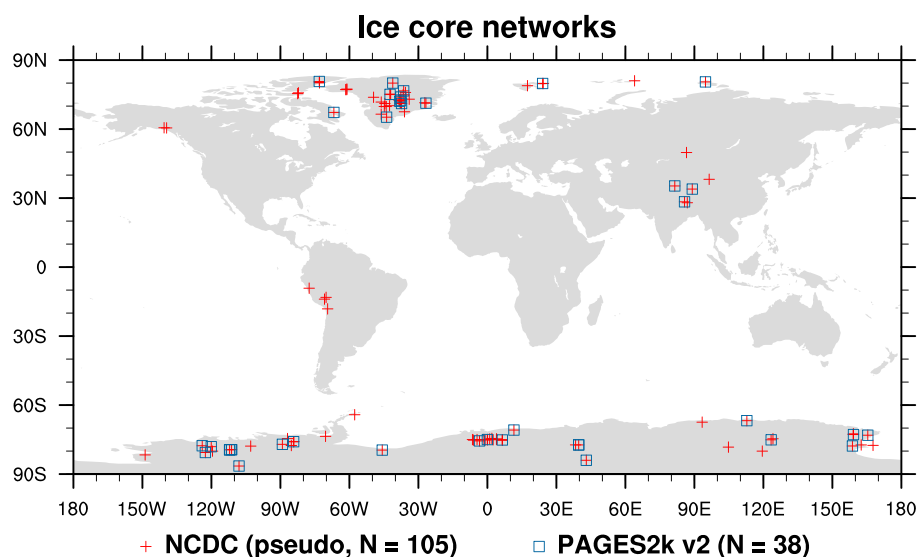 Ice core networks
90N
60N
30N
0
30S
60S
90S
180 150W 120W 90W 60W 30W 0 30E 60E 90E 120E 150E 180
NCDC (pseudo, N = 105) PAGES2k v2 (N = 38)